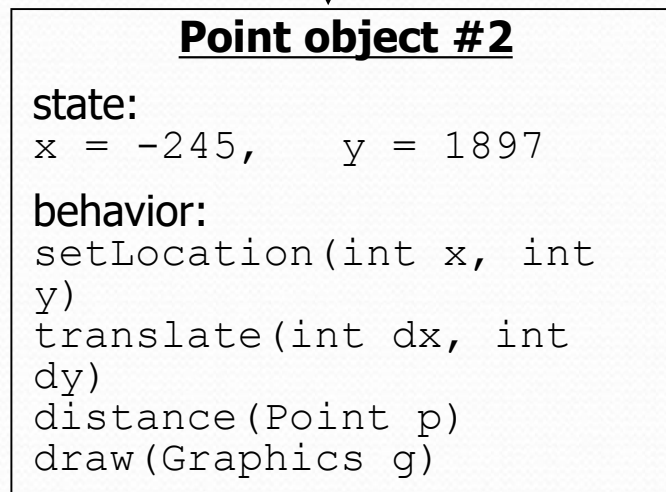 Point object #2
state:
x = -245,   y = 1897
behavior:
setLocation(int x, int
y)
translate(int dx, int
dy)
distance(Point p)
draw(Graphics g)